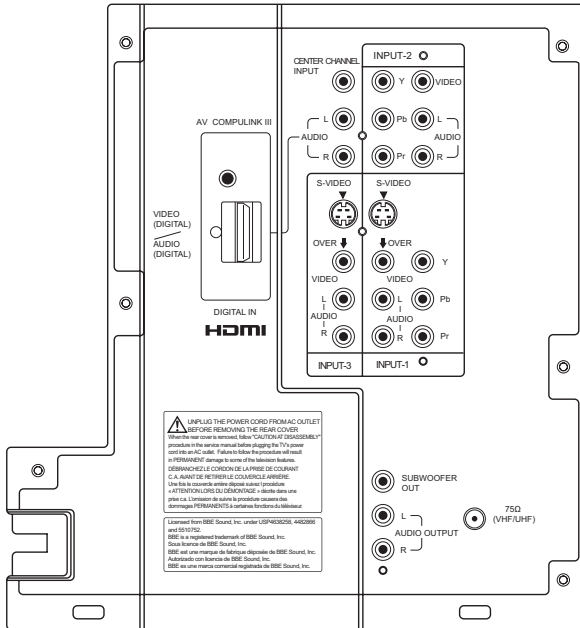 CENTER CHANNEL
INPUT
INPUT-2
Y
VIDEO
AV COMPULINK III
L
AUDIO
R
Pb
Pr
L
AUDIO
R
S-VIDEO
S-VIDEO
VIDEO
(DIGITAL)
AUDIO
(DIGITAL)
OVER
OVER
VIDEO
VIDEO
Y
L
AUDIO
R
L
AUDIO
R
Pb
Pr
DIGITAL IN
HDMI
INPUT-3
INPUT-1
UNPLUG THE POWER CORD FROM AC OUTLET
BEFORE REMOVING THE REAR COVER
When the rear cover is removed, follow "CAUTION AT DISASSEMBLY"
procedure in the service manual before plugging the TV's power
cord into an AC outlet. Failure to follow the procedure will result
in PERMANENT damage to some of the television features.
DÉBRANCHEZ LE CORDON DE LA PRISE DE COURANT
C. A. AVANT DE RETIRER LE COUVERCLE ARRIÈRE.
Une fois la couvercle arrière déposé suivez l procédure
« ATTENTION LORS DU DÉMONTAGE » décrite dans une
prise c.a. L'omission de suivre la procédure causera des
dommages PERMANENTS à certaines fonctions du téléviseur
Licensed from BBE Sound, Inc. under USP4638258, 4482866
and 5510752.
BBE is a registered trademark of BBE Sound, Inc.
Sous licence de BBE Sound, Inc.
BBE est une marque de fabrique déposée de BBE Sound, Inc.
Autorizado con licencia de BBE Sound, Inc.
BBE es una marca comercial registrada de BBE Sound, Inc.
SUBWOOFER
OUT
L
AUDIO OUTPUT
R
75Ω
(VHF/UHF)